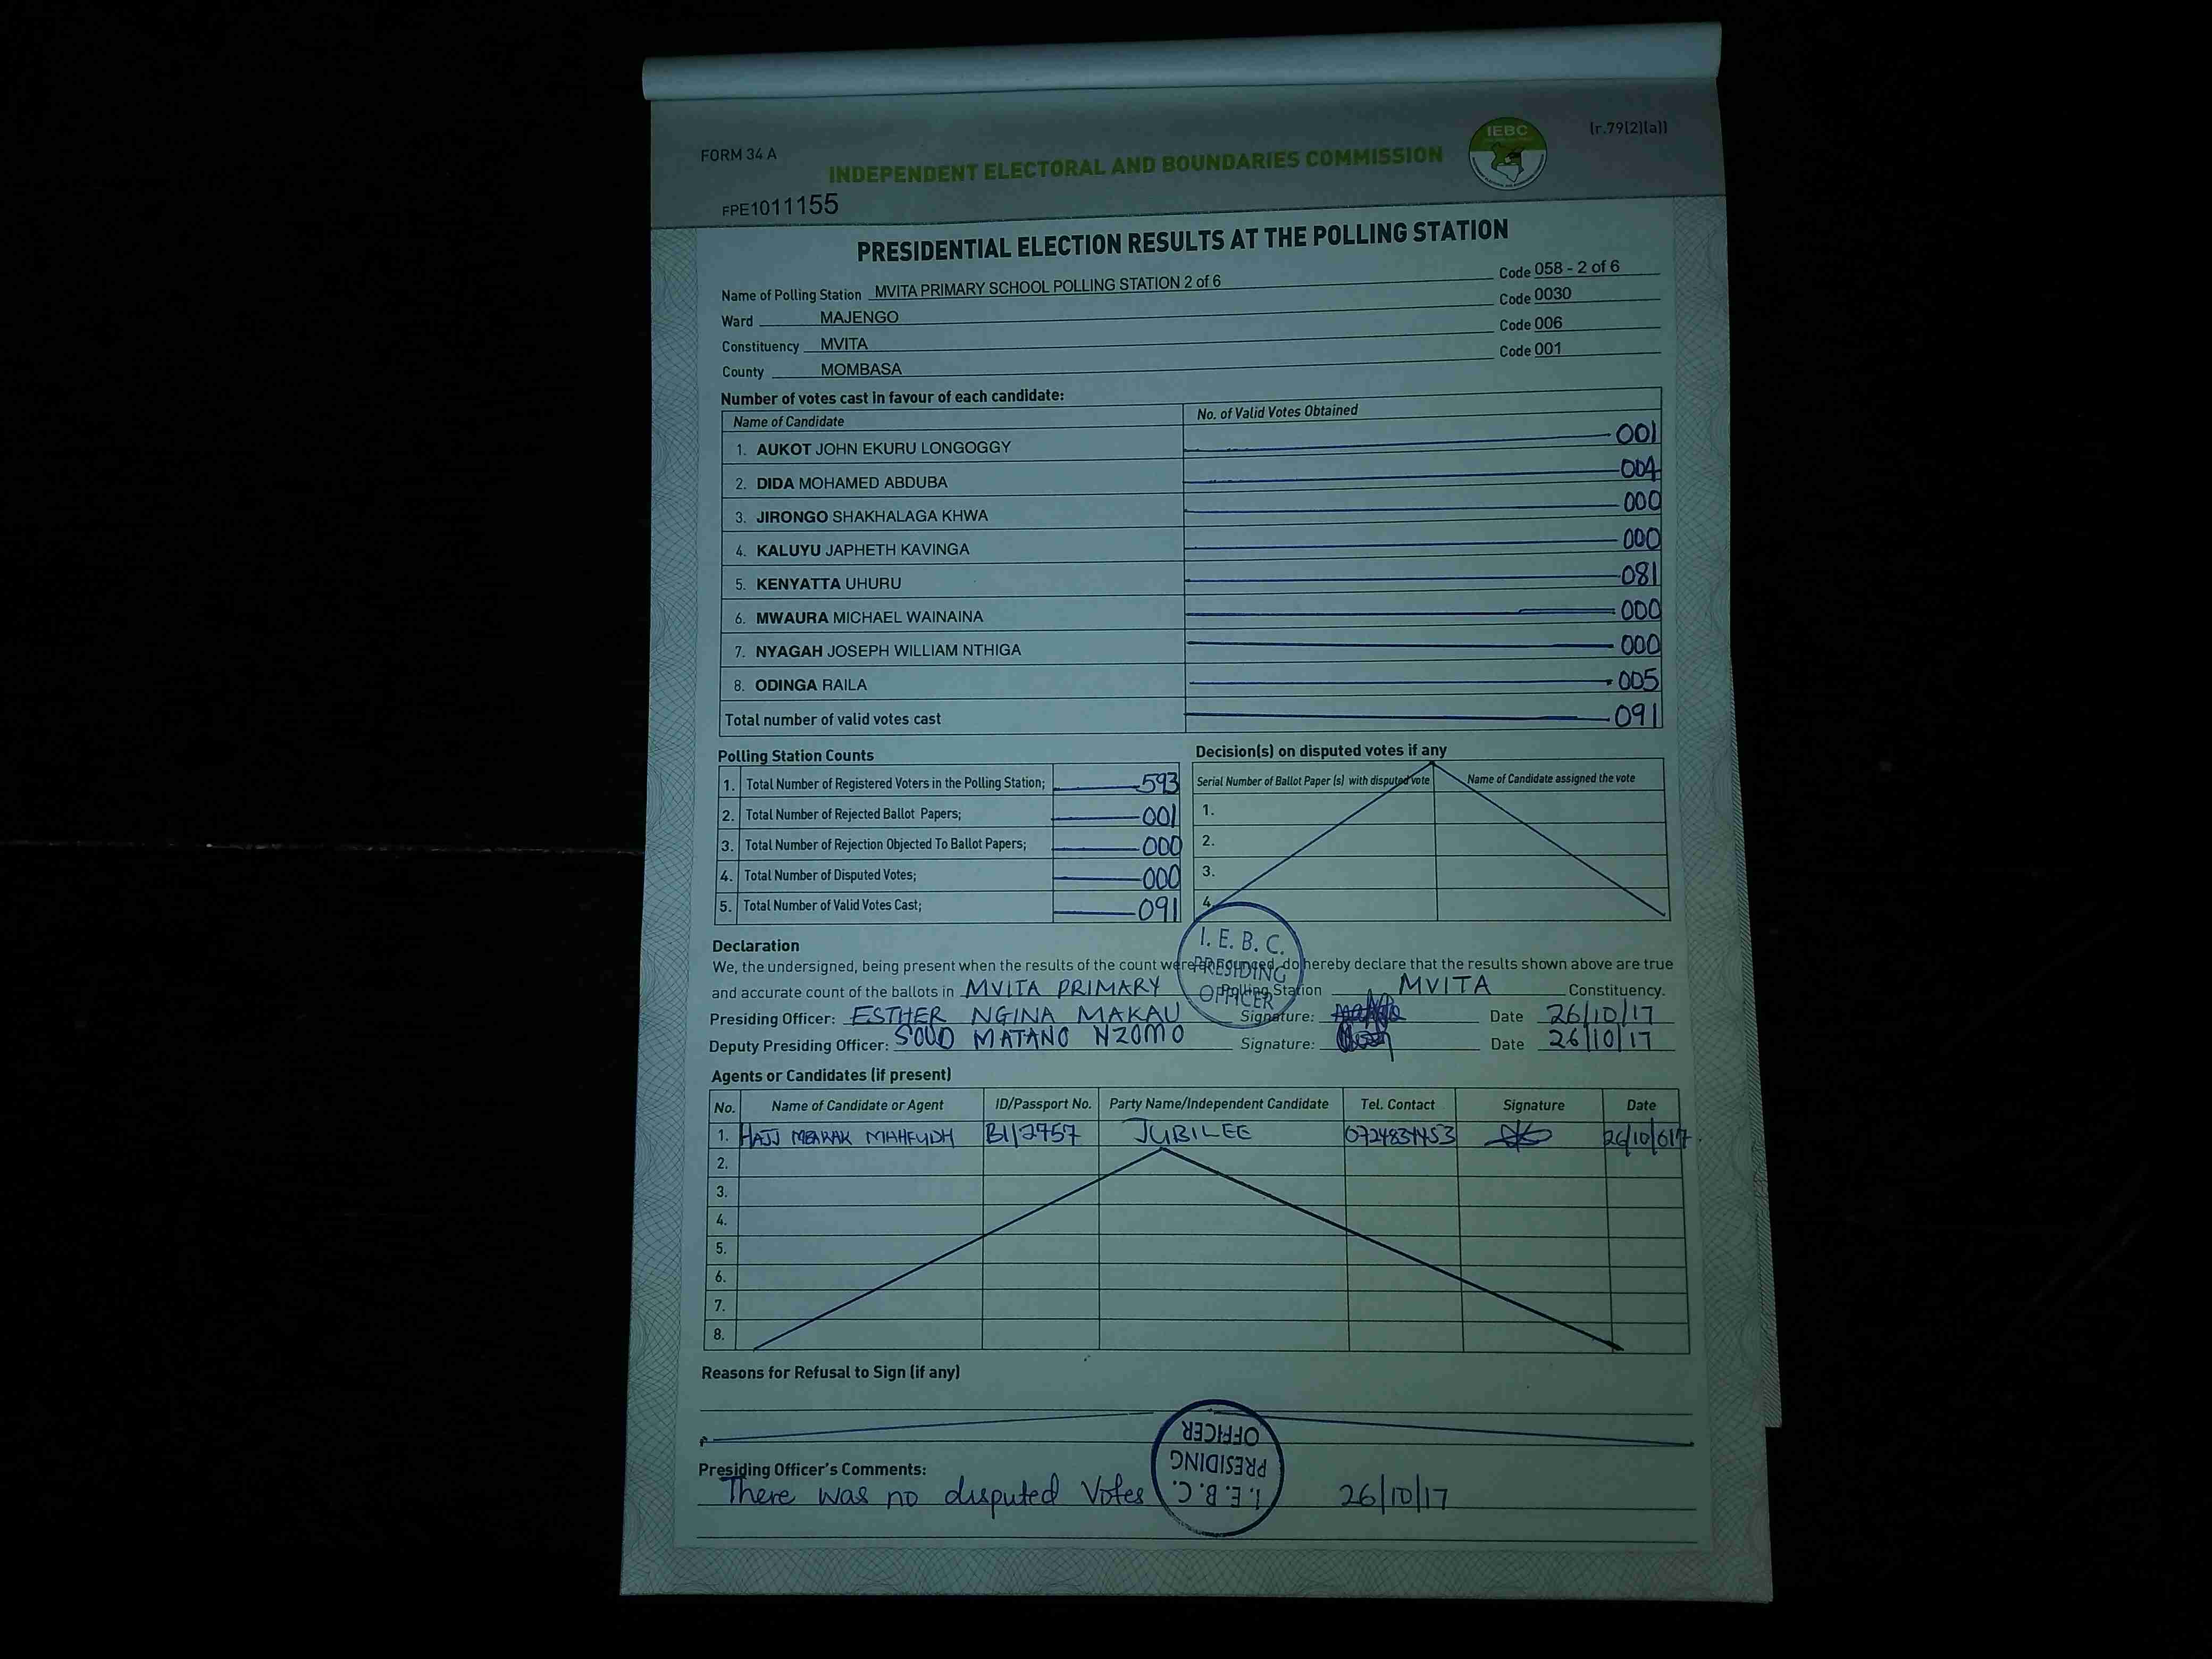 FORM 34 A
INDEPENDENT ELECTORAL AND BOUNDARIES COMMISSION
IEBC
(r.79(2)(a))
FPE1011155
PRESIDENTIAL ELECTION RESULTS AT THE POLLING STATION
Name of Polling Station MVITA PRIMARY SCHOOL POLLING STATION 2 of 6 Code 058 - 2 of 6
Ward MAJENGO Code 0030
Constituency MVITA Code 006
County MOMBASA Code 001
Number of votes cast in favour of each candidate:
Name of Candidate No. of Valid Votes Obtained
1. AUKOT JOHN EKURU LONGOGGY 001
2. DIDA MOHAMED ABDUBA 004
3. JIRONGO SHAKHALAGA KHWA 000
4. KALUYU JAPHETH KAVINGA 000
5. KENYATTA UHURU 081
6. MWAURA MICHAEL WAINAINA 000
7. NYAGAH JOSEPH WILLIAM NTHIGA 000
8. ODINGA RAILA 005
Total number of valid votes cast 091
Polling Station Counts
1. Total Number of Registered Voters in the Polling Station; 593
2. Total Number of Rejected Ballot Papers; 001
3. Total Number of Rejection Objected To Ballot Papers; 000
4. Total Number of Disputed Votes; 000
5. Total Number of Valid Votes Cast; 091
Decision(s) on disputed votes if any
Serial Number of Ballot Paper (s) with disputed vote Name of Candidate assigned the vote
1.
2.
3.
4.
I. E. B. C.
PRESIDING
OFFICER
Declaration
We, the undersigned, being present when the results of the count were announced, do hereby declare that the results shown above are true
and accurate count of the ballots in MVITA PRIMARY Polling Station MVITA Constituency.
Presiding Officer: ESTHER NGINA MAKAU Signature: Date 26/10/17
Deputy Presiding Officer: SOUD MATANO NZOMO Signature: Date 26/10/17
Agents or Candidates (if present)
No. Name of Candidate or Agent ID/Passport No. Party Name/Independent Candidate Tel. Contact Signature Date
1. HAJJ MBARAK MAHFUDH JUBILEE
2.
3.
4.
5.
6.
7.
8.
Reasons for Refusal to Sign (if any)
I. E. B. C.
PRESIDING
OFFICER
Presiding Officer's Comments:
There was no disputed Votes 26/10/17